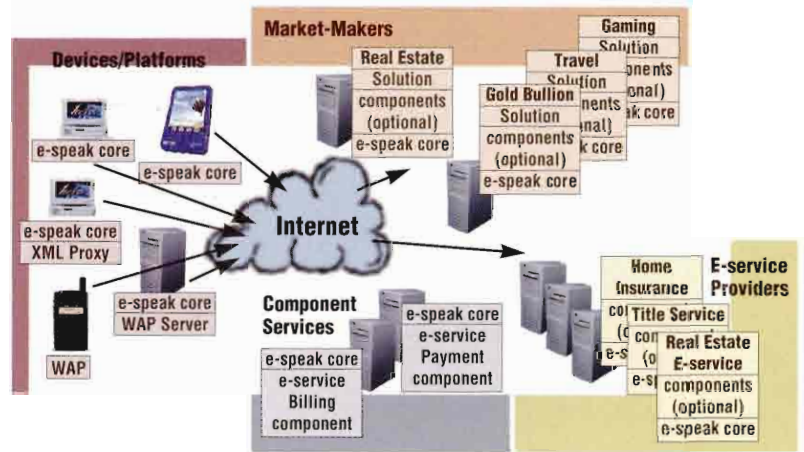 Market-Makers
Devices/Platforms
e-speak core
e-speak core
e-speak core
XML Proxy
e-speak core
WAP Server
WAP
Internet
Real Estate
Solution
components
(optional)
e-speak core
Gold Bullion
Solution
components
(optional)
e-speak core
Travel
Solution
Gaming
Solution
Component
Services
e-speak core
e-service
Billing
component
e-speak core
e-service
Payment
component
E-service
Providers
Home
Insurance
Title Service
Real Estate
E-service
components
(optional)
e-speak core